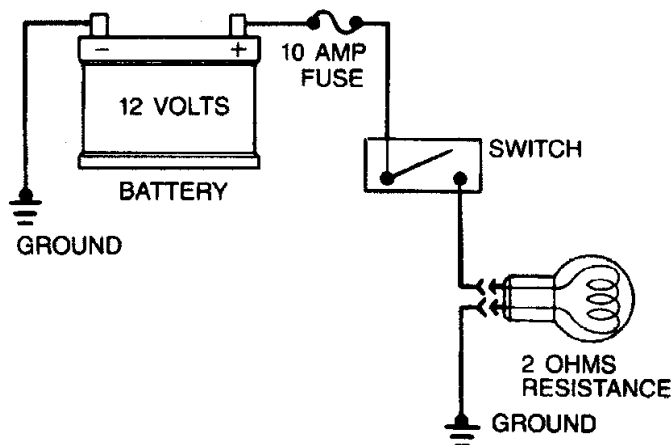 − +
10 AMP
FUSE
12 VOLTS
SWITCH
BATTERY
GROUND
2 OHMS
RESISTANCE
GROUND